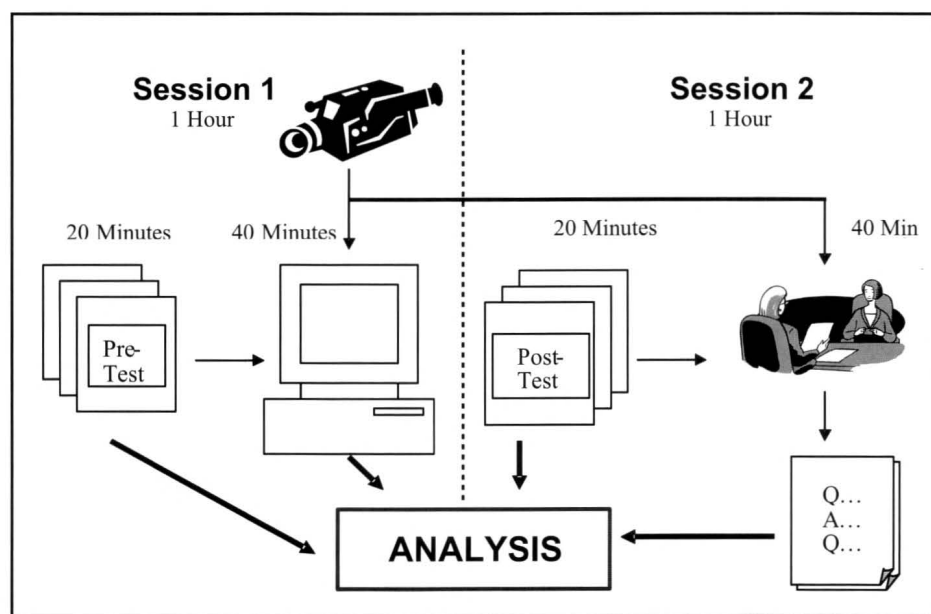 Session 1
1 Hour
Session 2
1 Hour
20 Minutes
40 Minutes
20 Minutes
40 Min
Pre-
Test
Post-
Test
Q...
A...
Q...
ANALYSIS